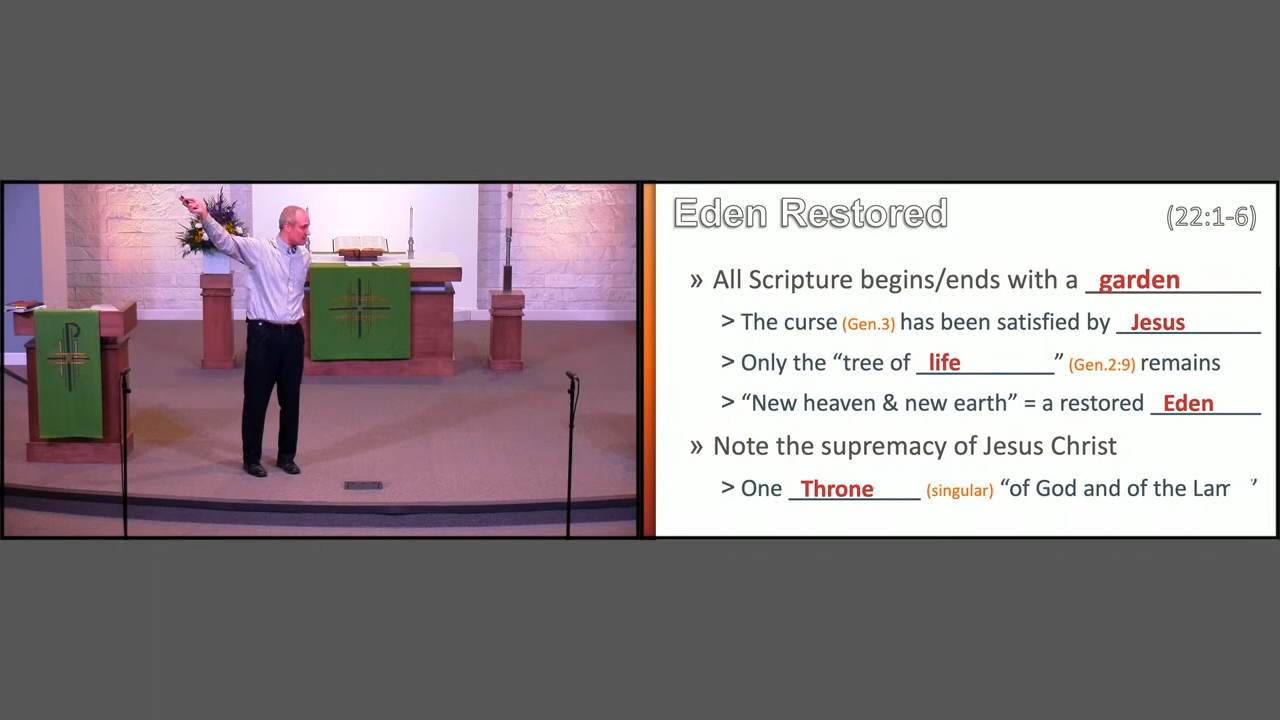 Eden Restored (22:1-6)
» All Scripture begins/ends with a garden
> The curse (Gen.3) has been satisfied by Jesus
> Only the “tree of life ” (Gen.2:9) remains
> “New heaven & new earth” = a restored Eden
» Note the supremacy of Jesus Christ
> One Throne (singular) “of God and of the